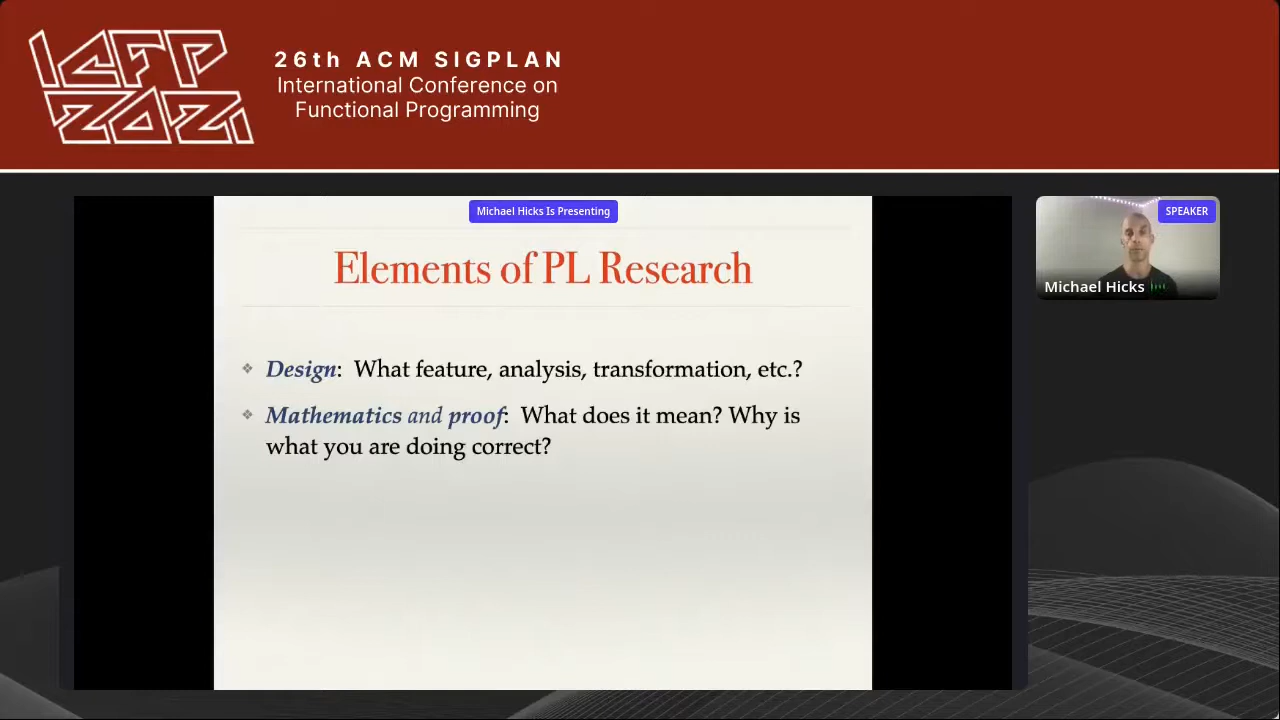 ICFP
2021
26th ACM SIGPLAN
International Conference on
Functional Programming
Michael Hicks Is Presenting
SPEAKER
Michael Hicks
Elements of PL Research
❖ Design: What feature, analysis, transformation, etc.?
❖ Mathematics and proof: What does it mean? Why is
what you are doing correct?